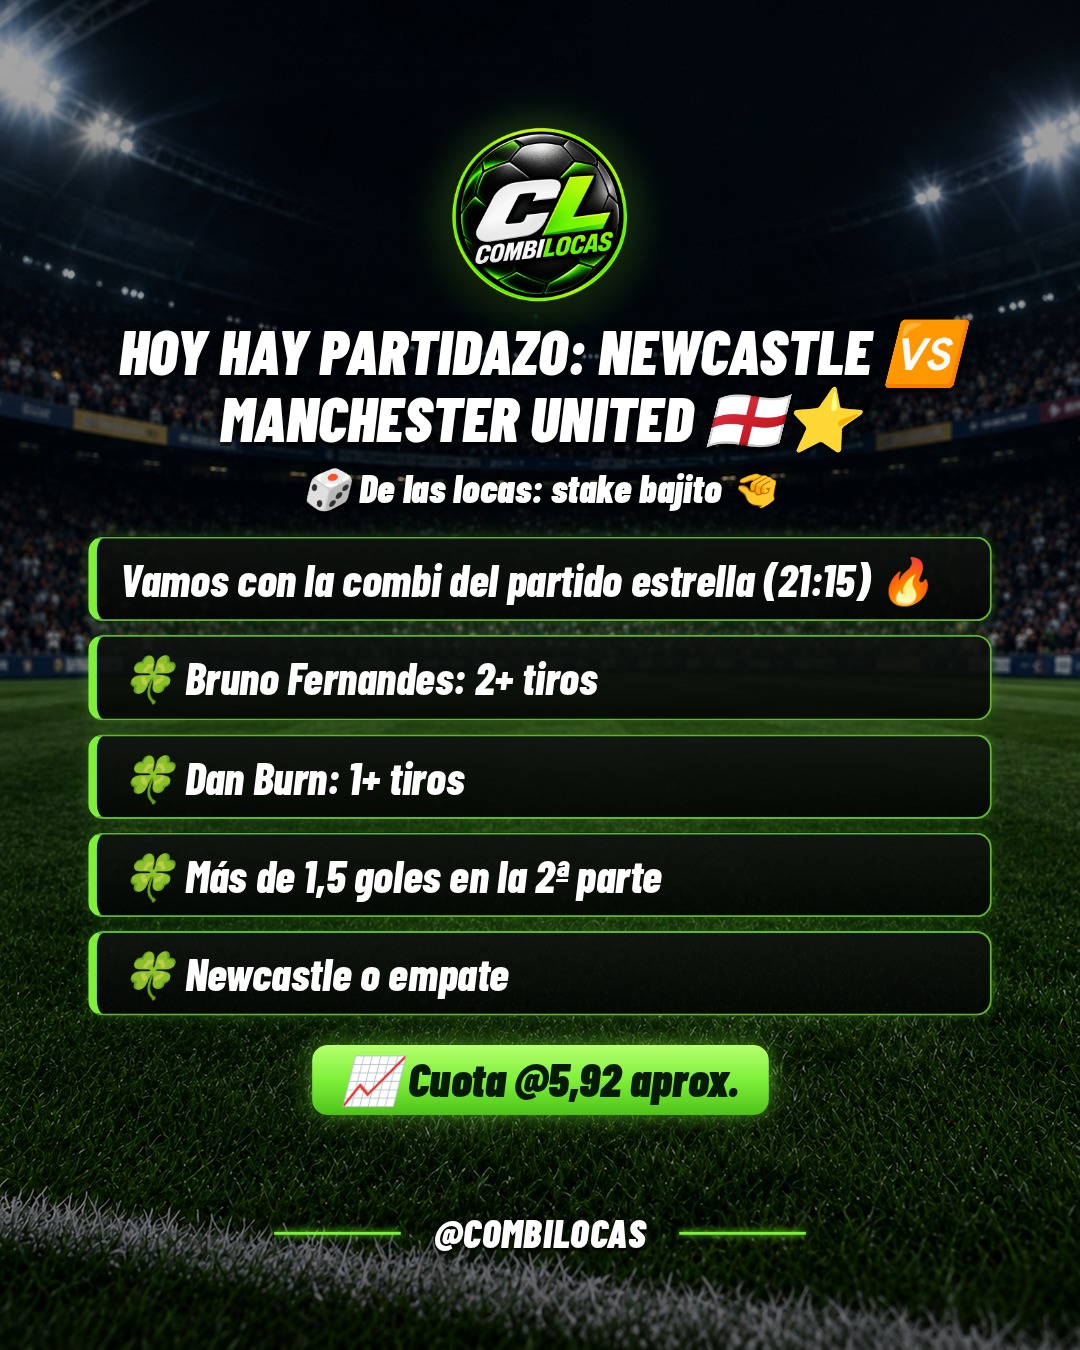 CL
COMBILOCAS
HOY HAY PARTIDAZO: NEWCASTLE 🆚
MANCHESTER UNITED 🏴󠁧󠁢󠁥󠁮󠁧󠁿⭐
🎲 De las locas: stake bajito 🤏
Vamos con la combi del partido estrella (21:15) 🔥
🍀 Bruno Fernandes: 2+ tiros
🍀 Dan Burn: 1+ tiros
🍀 Más de 1,5 goles en la 2ª parte
🍀 Newcastle o empate
📈 Cuota @5,92 aprox.
@COMBILOCAS